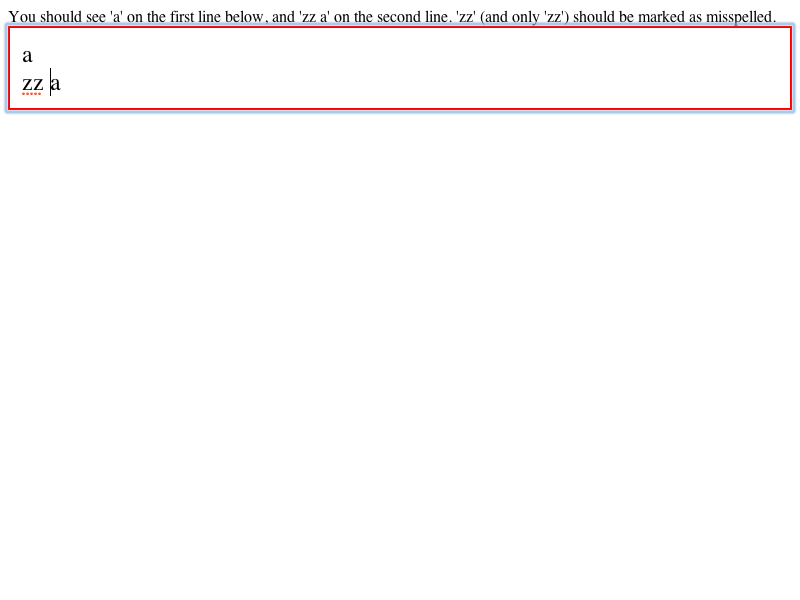 You should see 'a' on the first line below, and 'zz a' on the second line. 'zz' (and only 'zz') should be marked as misspelled.
a
zz a